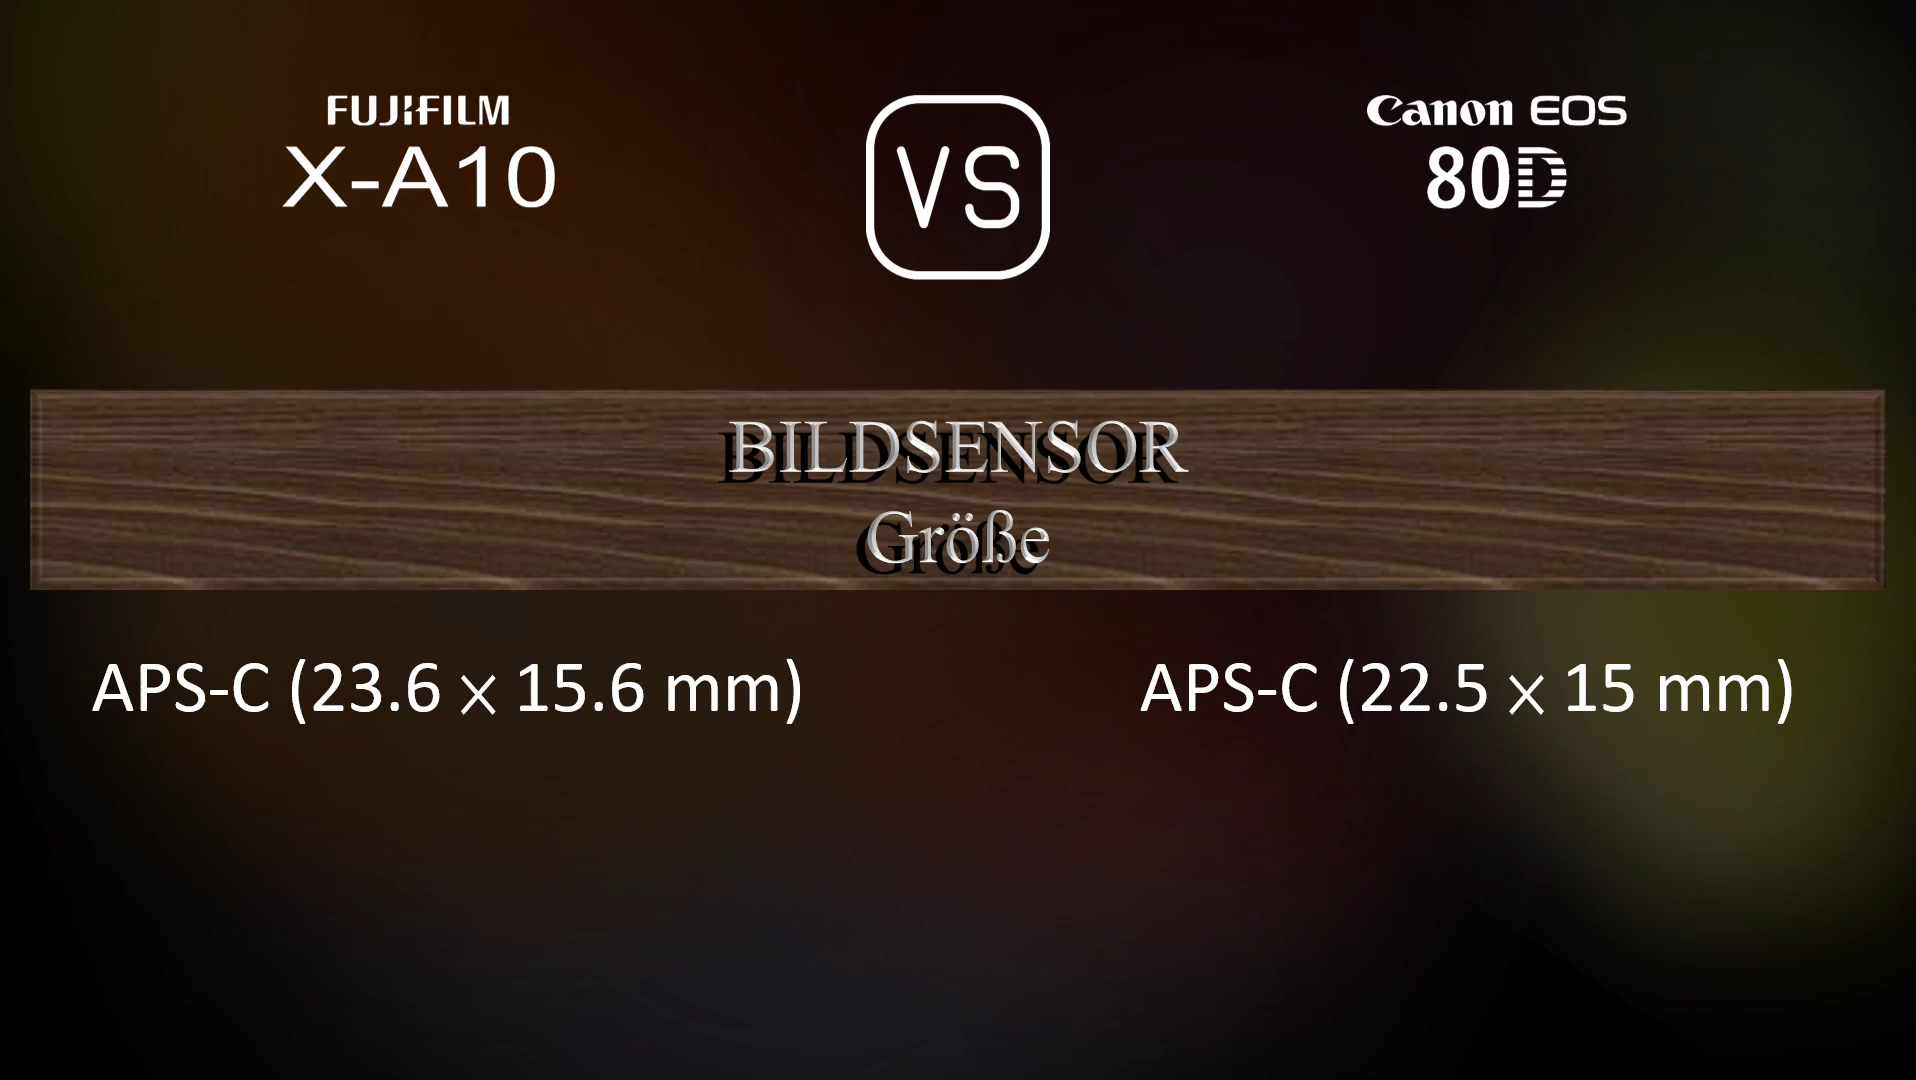 FUJIFILM
X-A10
VS
Canon EOS
80D
BILDSENSOR
Größe
APS-C (23.6 x 15.6 mm)
APS-C (22.5 x 15 mm)